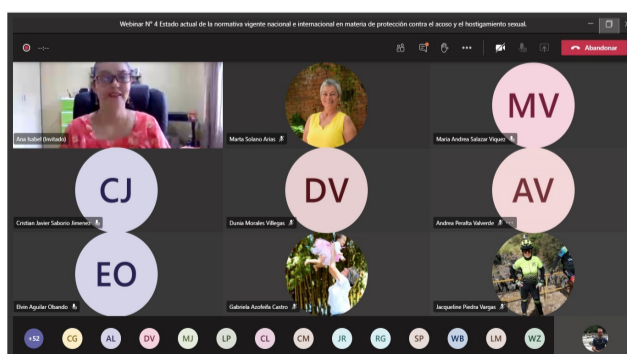 Webinar N° 4 Estado actual de la normativa vigente nacional e internacional en materia de protección contra el acoso y el hostigamiento sexual.
--:--
Abandonar
Ana Isabel (Invitado)
Marta Solano Arias
MV
Maria Andrea Salazar Viquez
CJ
Cristian Javier Saborio Jimenez
DV
Dunia Morales Villegas
AV
Andrea Peralta Valverde
EO
Elvin Aguilar Obando
Gabriela Azofeifa Castro
Jacqueline Piedra Vargas
+52
CG
AL
DV
MJ
LP
CL
CM
JR
RG
SP
WB
LM
WZ